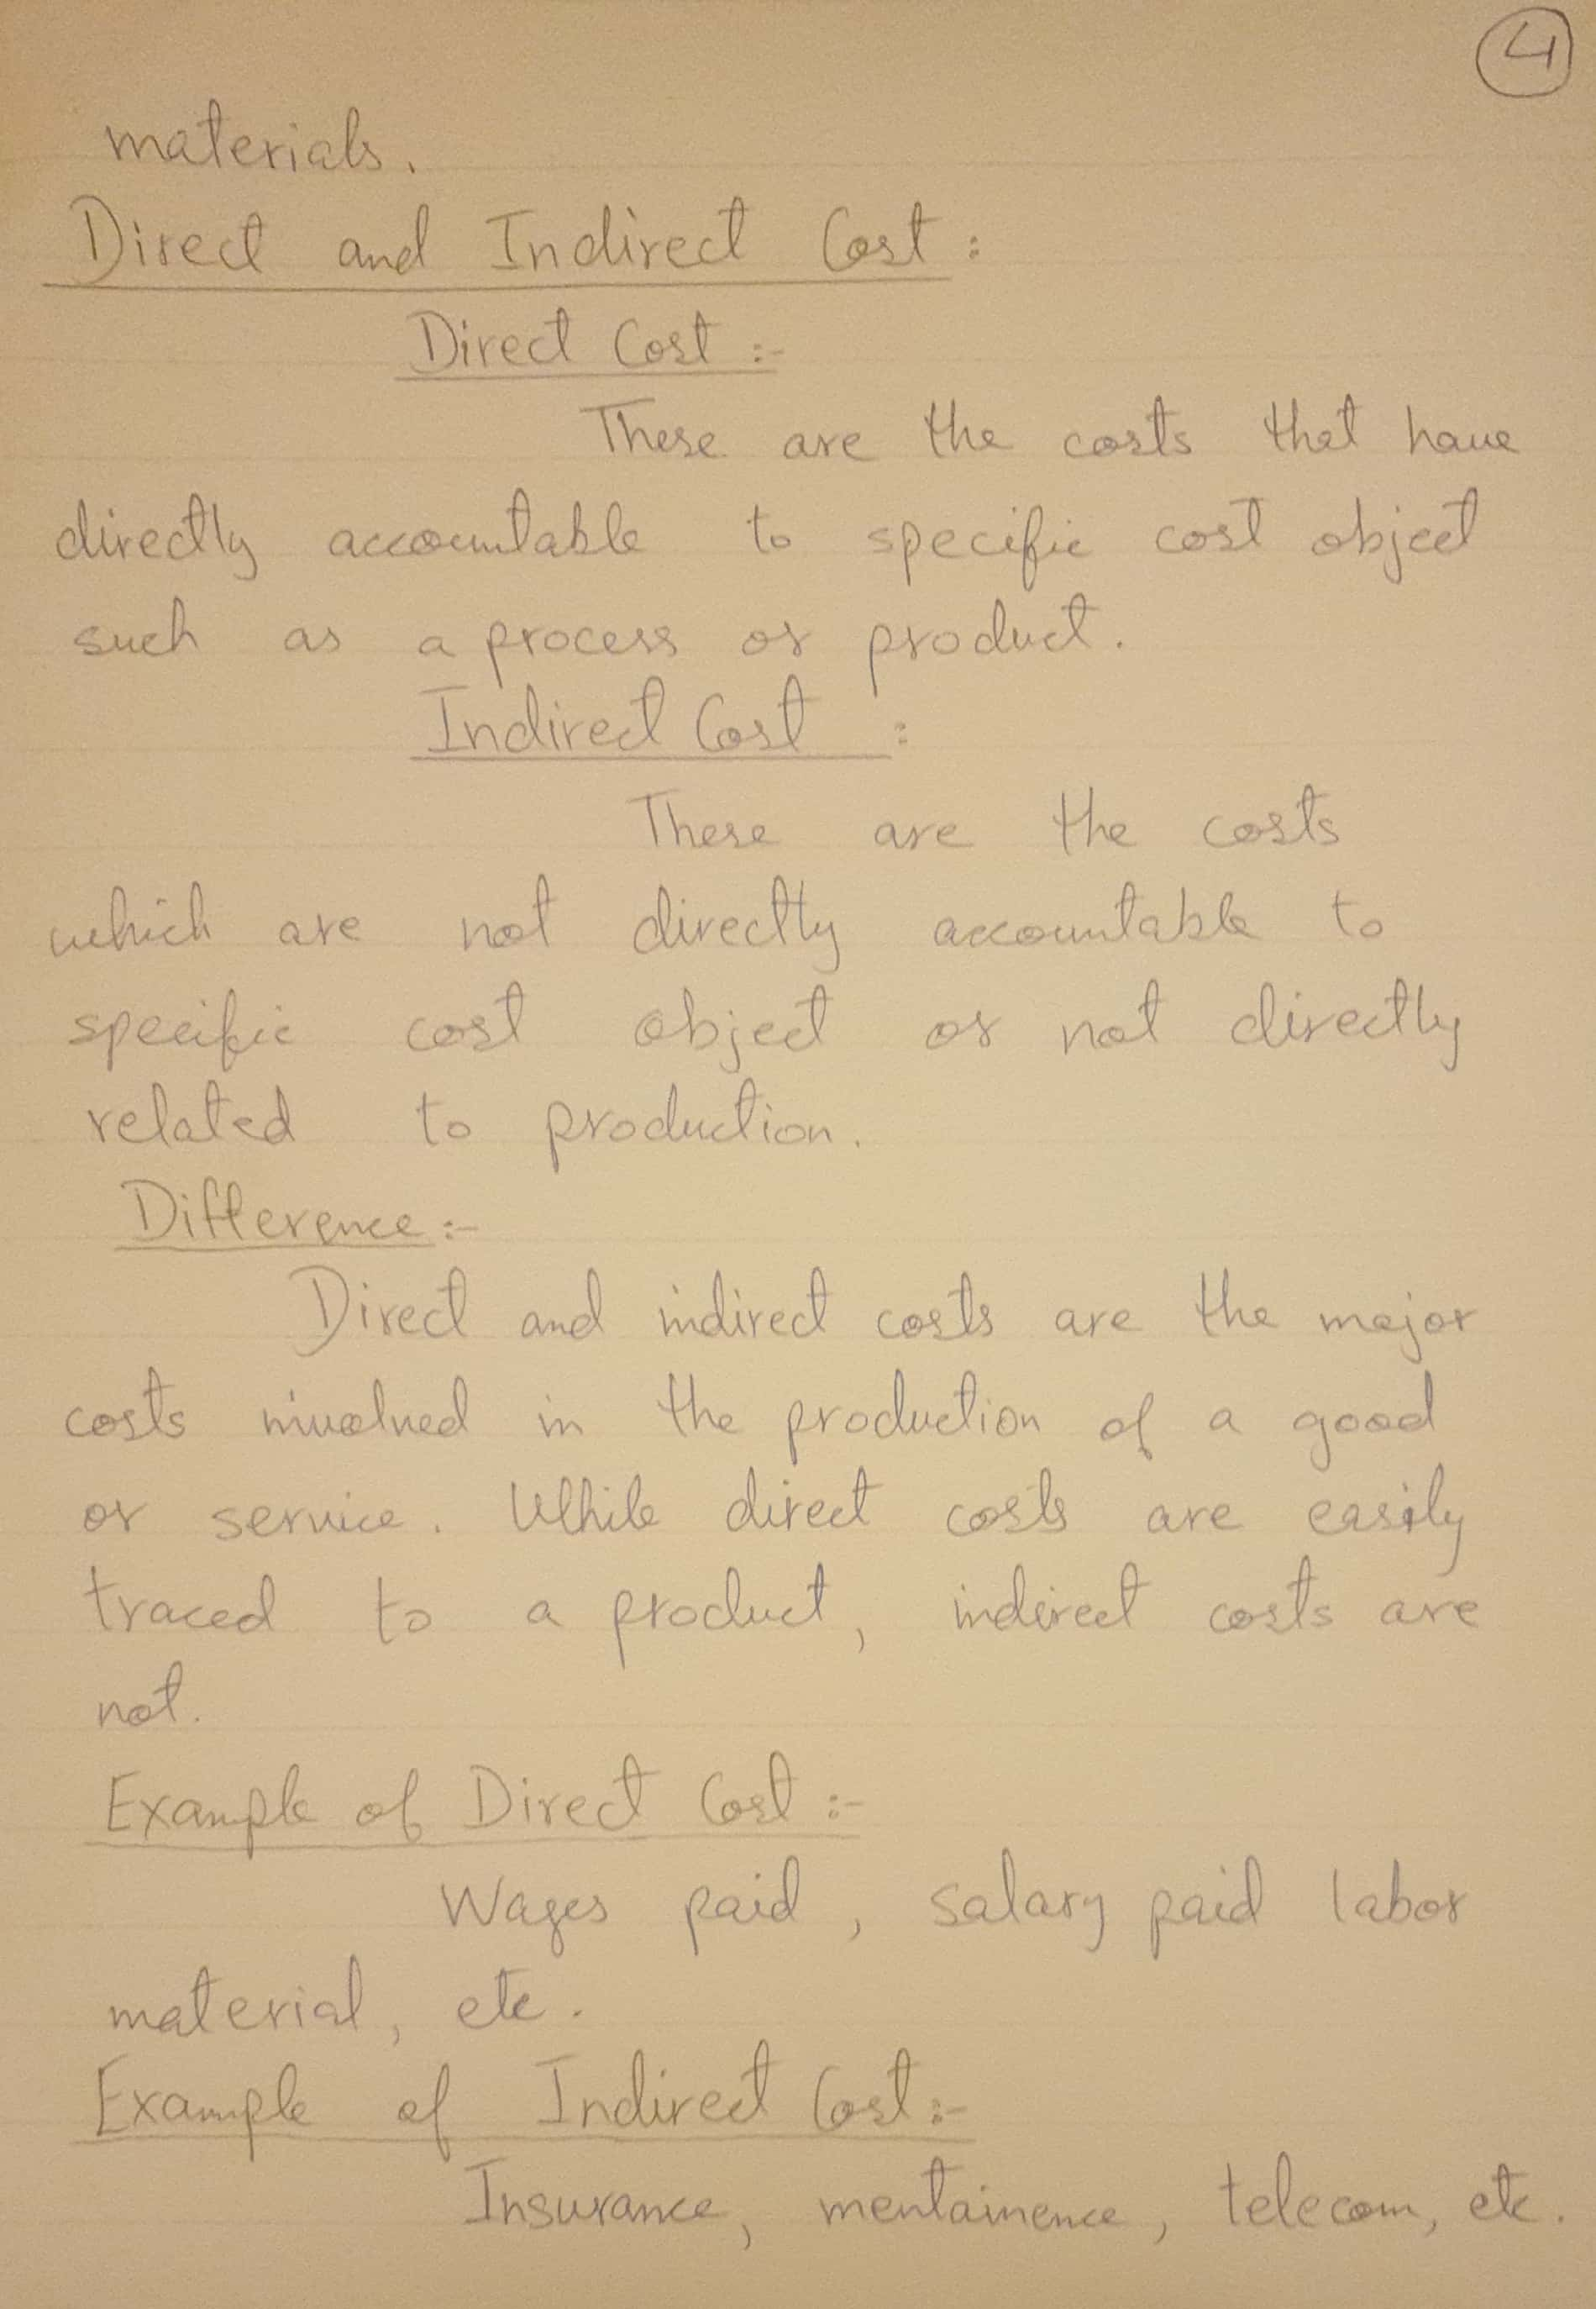 4
materials.
Direct and Indirect Cost :
Direct Cost :-
These are the costs that have
directly accountable to specific cost object
such as a process or product.
Indirect Cost :
These are the costs
which are not directly accountable to
specific cost object or not directly
related to production.
Difference :-
Direct and indirect costs are the major
costs involved in the production of a good
or service. While direct costs are easily
traced to a product, indirect costs are
not.
Example of Direct Cost :-
Wages paid, salary paid labor
material, etc.
Example of Indirect Cost :-
Insurance, mentainence, telecom, etc.